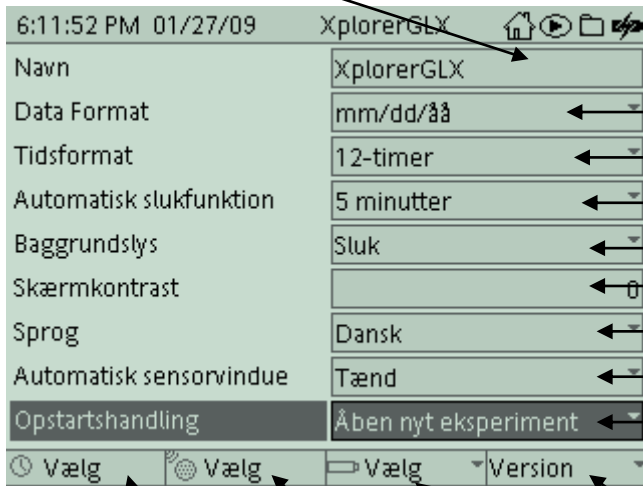 6:11:52 PM 01/27/09 XplorerGLX
Navn XplorerGLX
Data Format mm/dd/åå
Tidsformat 12-timer
Automatisk slukfunktion 5 minutter
Baggrundslys Sluk
Skærmkontrast 0
Sprog Dansk
Automatisk sensorvindue Tænd
Opstartshandling Åben nyt eksperiment
Vælg Vælg Vælg Version